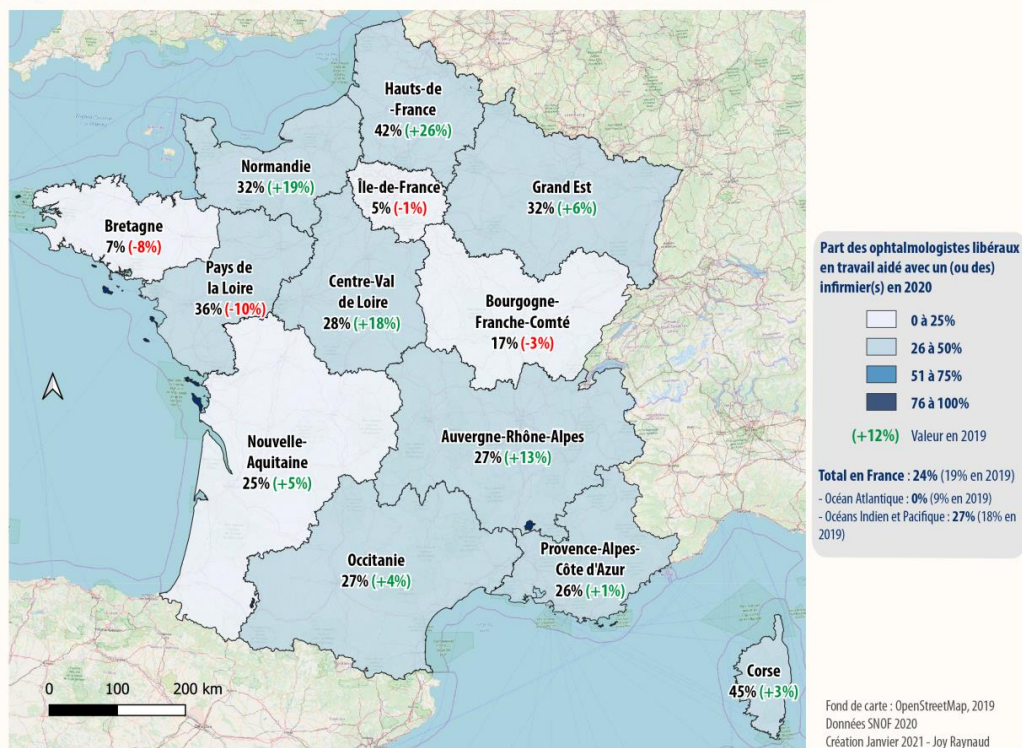 Hauts-de
-France
42% (+26%)
Normandie
32% (+19%)
Île-de-France
5% (-1%)
Grand Est
32% (+6%)
Bretagne
7% (-8%)
Pays de
la Loire
36% (-10%)
Centre-Val
de Loire
28% (+18%)
Bourgogne-
Franche-Comté
17% (-3%)
Nouvelle-
Aquitaine
25% (+5%)
Auvergne-Rhône-Alpes
27% (+13%)
Occitanie
27% (+4%)
Provence-Alpes-
Côte d'Azur
26% (+1%)
Corse
45% (+3%)
0 100 200 km
Part des ophtalmologistes libéraux
en travail aidé avec un (ou des)
infirmier(s) en 2020
0 à 25%
26 à 50%
51 à 75%
76 à 100%
(+12%) Valeur en 2019
Total en France : 24% (19% en 2019)
- Océan Atlantique : 0% (9% en 2019)
- Océans Indien et Pacifique : 27% (18% en
2019)
Fond de carte : OpenStreetMap, 2019
Données SNOF 2020
Création Janvier 2021 - Joy Raynaud